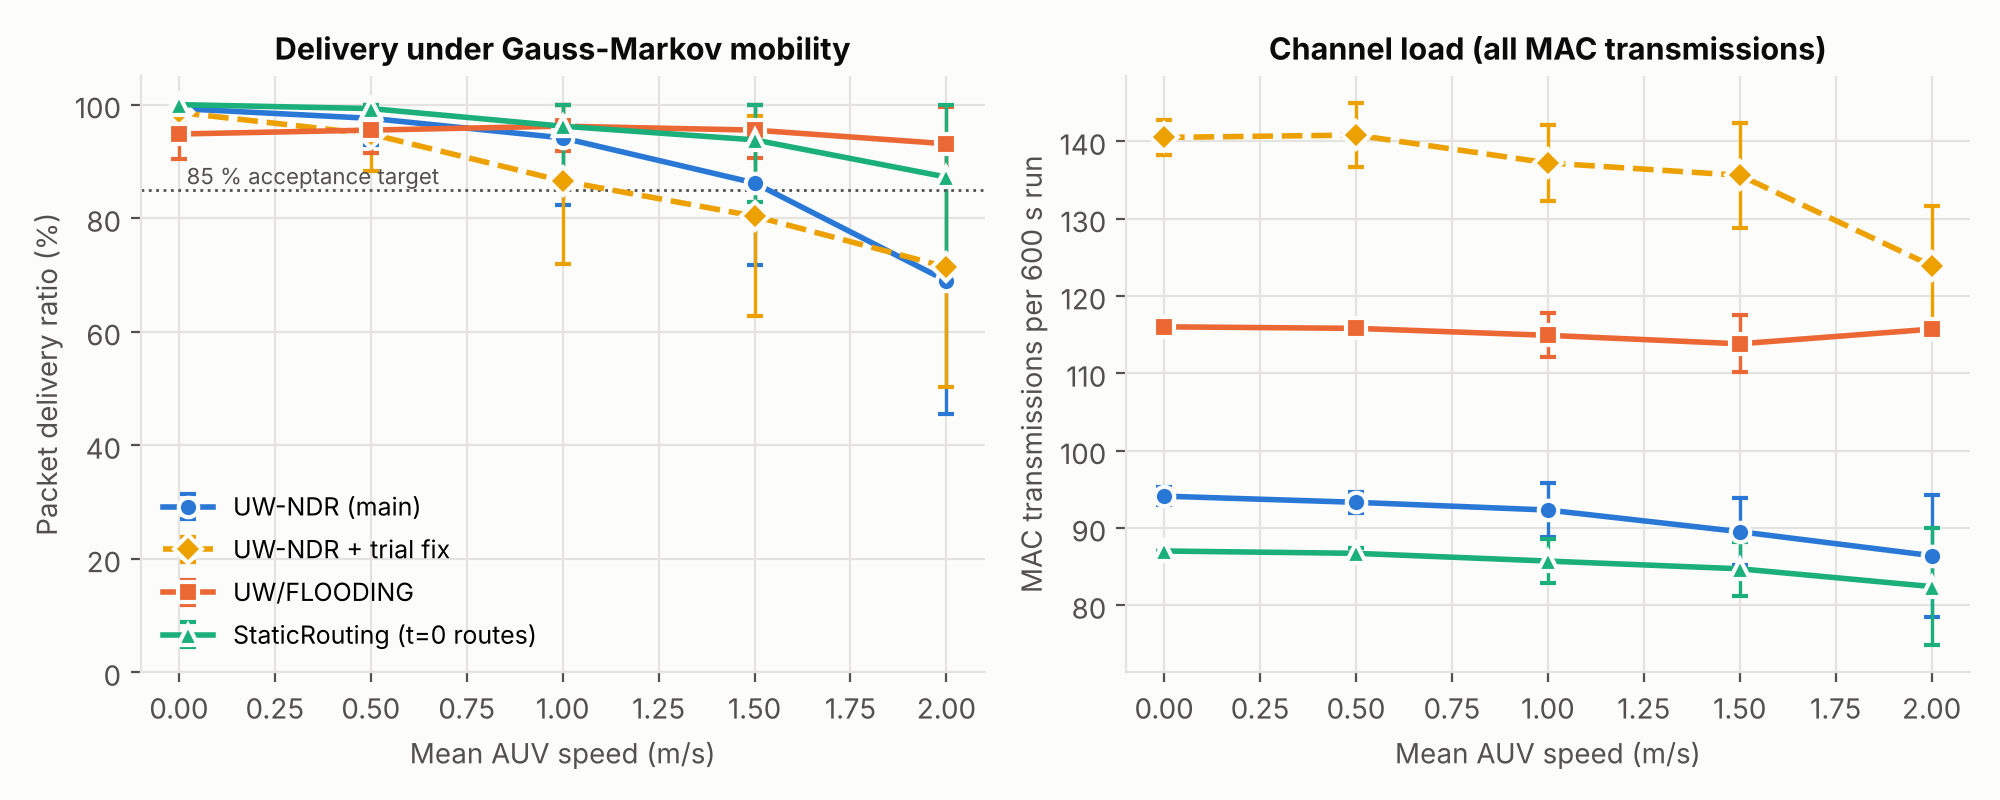 Delivery under Gauss-Markov mobility
Packet delivery ratio (%)
100
80
60
40
20
0
85 % acceptance target
UW-NDR (main)
UW-NDR + trial fix
UW/FLOODING
StaticRouting (t=0 routes)
0.00 0.25 0.50 0.75 1.00 1.25 1.50 1.75 2.00
Mean AUV speed (m/s)
Channel load (all MAC transmissions)
MAC transmissions per 600 s run
140
130
120
110
100
90
80
0.00 0.25 0.50 0.75 1.00 1.25 1.50 1.75 2.00
Mean AUV speed (m/s)